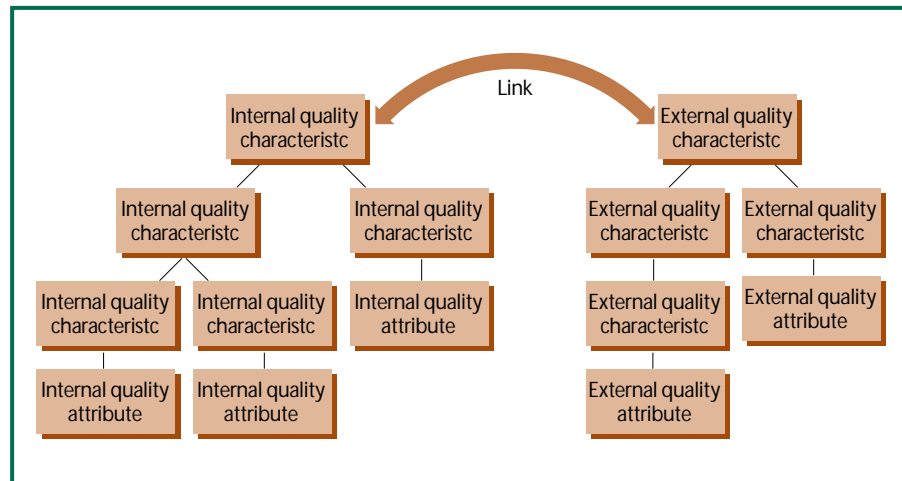 Link
Internal quality
characteristc
External quality
characteristc
Internal quality
characteristc
Internal quality
characteristc
External quality
characteristc
External quality
characteristc
Internal quality
characteristc
Internal quality
characteristc
Internal quality
attribute
External quality
characteristc
External quality
attribute
Internal quality
attribute
Internal quality
attribute
External quality
attribute